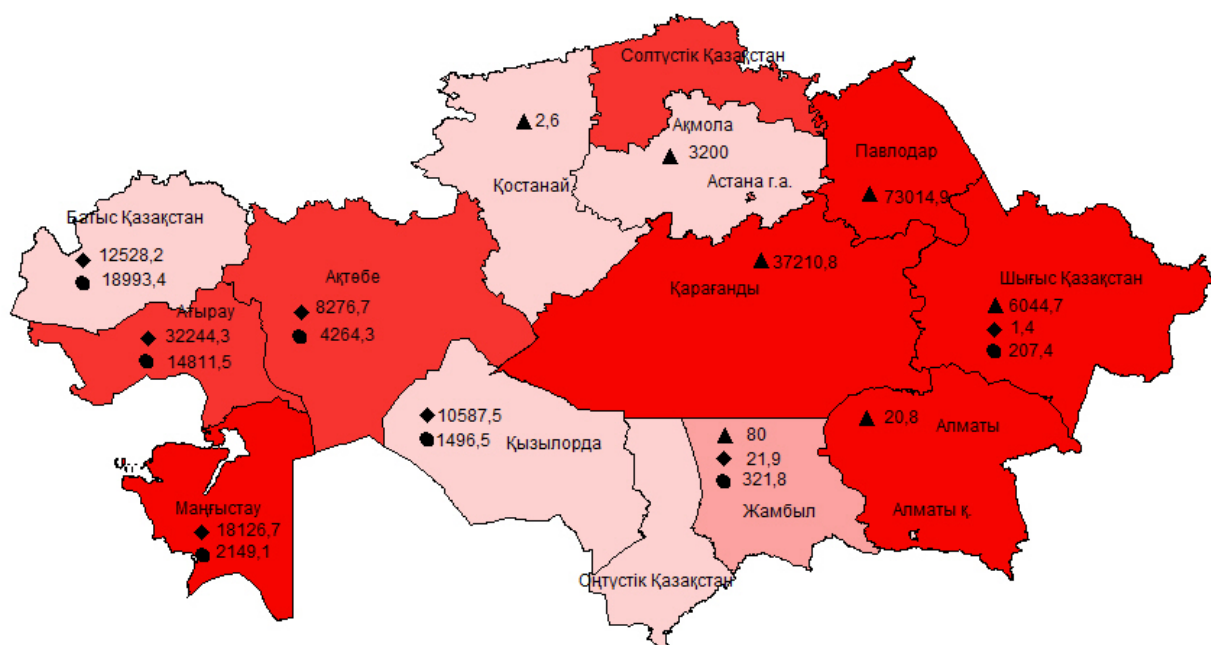 Солтүстік Қазақстан
2,6
Ақмола
3200
Павлодар
Қостанай
Астана г.а.
73014,9
Батыс Қазақстан
12528,2
18993,4
Ақтөбе
37210,8
Қарағанды
Шығыс Қазақстан
6044,7
1,4
207,4
Атырау
32244,3
14811,5
8276,7
4264,3
10587,5
1496,5
Қызылорда
80
21,9
321,8
Жамбыл
20,8
Алматы
Алматы қ.
Маңғыстау
18126,7
2149,1
Оңтүстік Қазақстан